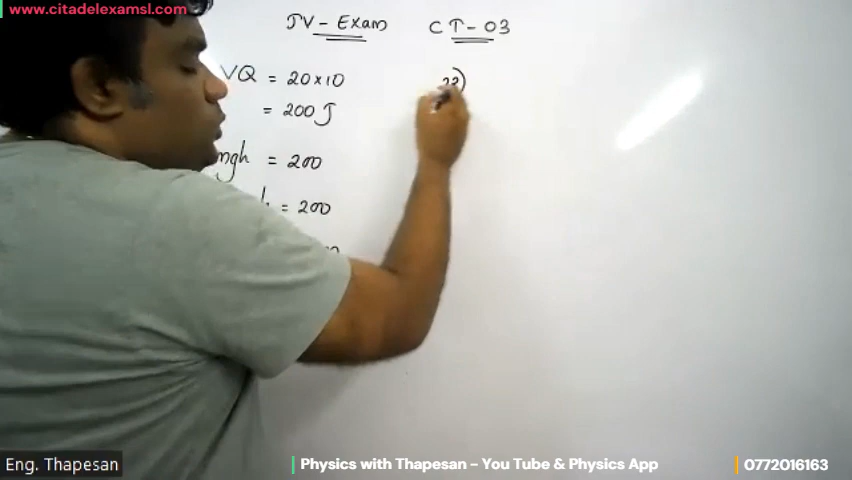 www.citadelexamsl.com
JV - Exam CT - 03
VQ = 20 × 10
= 200 J
mgh = 200
= 200
Eng. Thapesan
Physics with Thapesan - You Tube & Physics App
0772016163